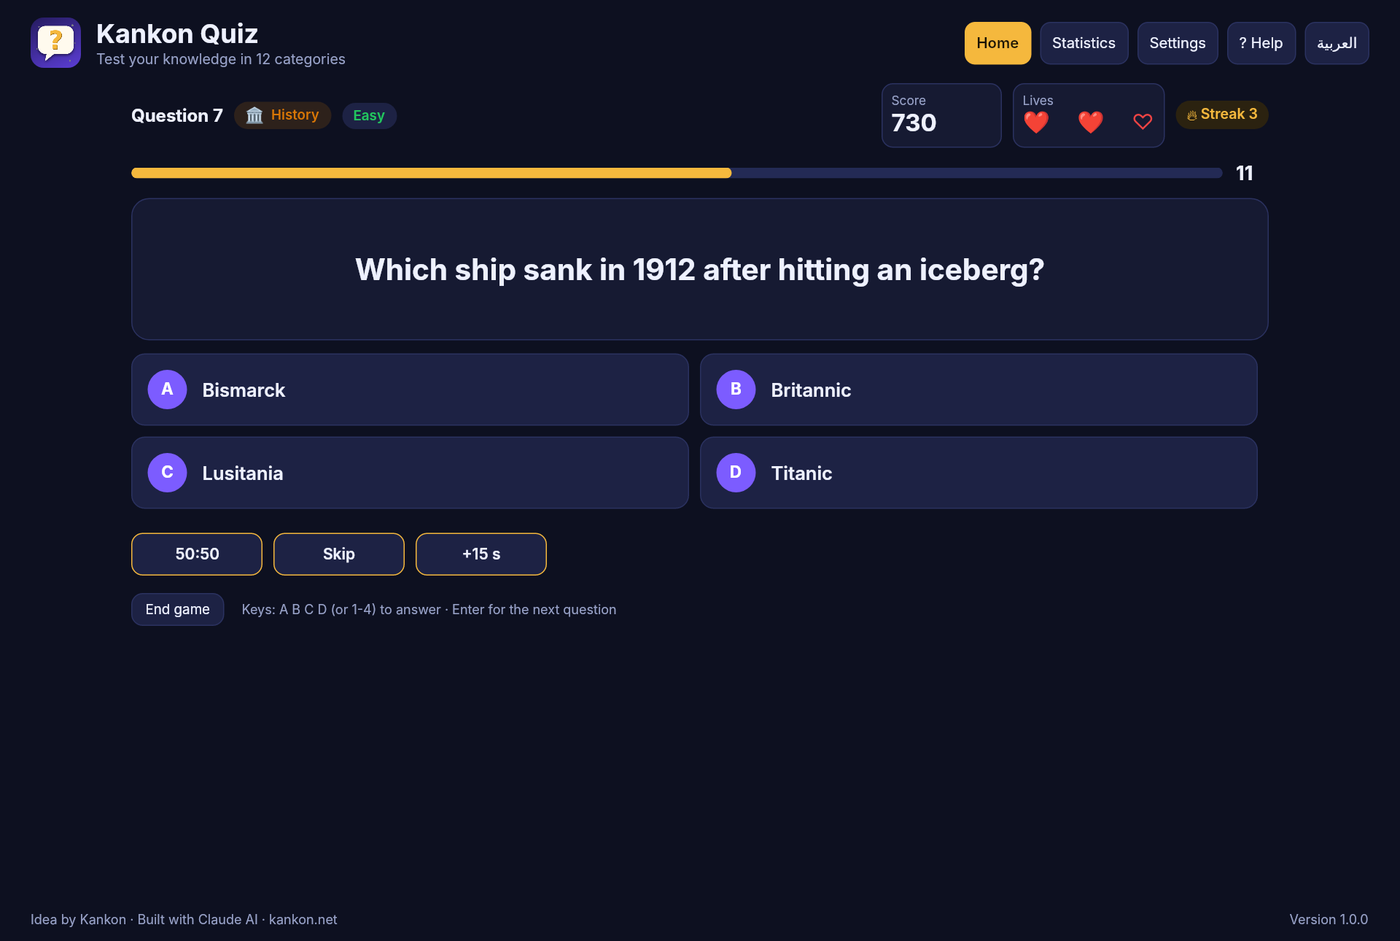 Kankon Quiz
Test your knowledge in 12 categories
Home
Statistics
Settings
? Help
العربية
Question 7
History
Easy
Score
730
Lives
Streak 3
11
Which ship sank in 1912 after hitting an iceberg?
A Bismarck
B Britannic
C Lusitania
D Titanic
50:50
Skip
+15 s
End game
Keys: A B C D (or 1-4) to answer · Enter for the next question
Idea by Kankon · Built with Claude AI · kankon.net
Version 1.0.0